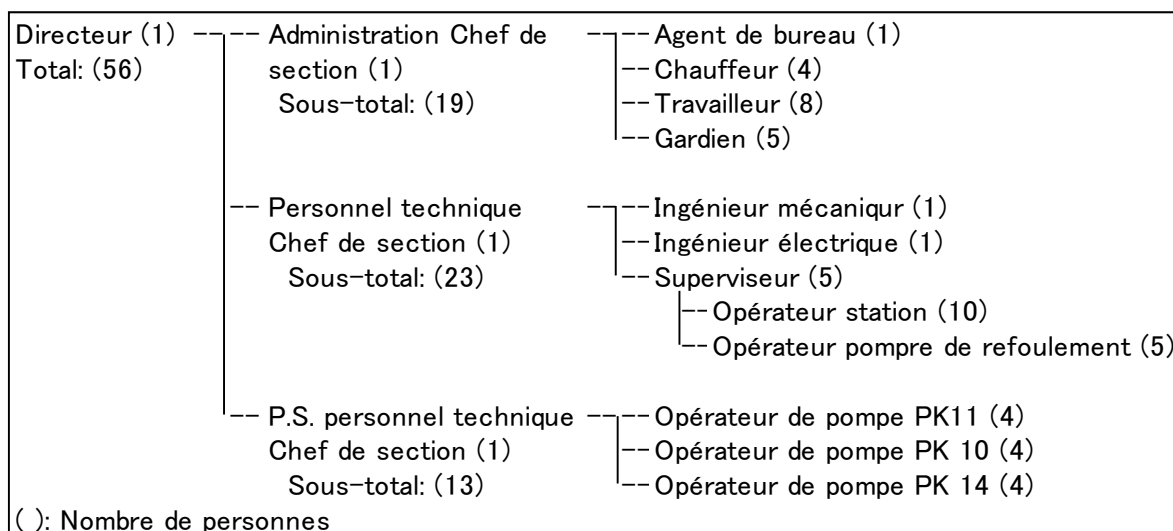 Directeur (1) -- -- Administration Chef de -- -- Agent de bureau (1)
Total: (56) section (1) -- Chauffeur (4)
Sous-total: (19) -- Travailleur (8)
-- Gardien (5)
-- Personnel technique -- -- Ingénieur mécaniqur (1)
Chef de section (1) -- Ingénieur électrique (1)
Sous-total: (23) -- Superviseur (5)
-- Opérateur station (10)
-- Opérateur pompre de refoulement (5)
-- P.S. personnel technique -- -- Opérateur de pompe PK11 (4)
Chef de section (1) -- Opérateur de pompe PK 10 (4)
Sous-total: (13) -- Opérateur de pompe PK 14 (4)
( ): Nombre de personnes